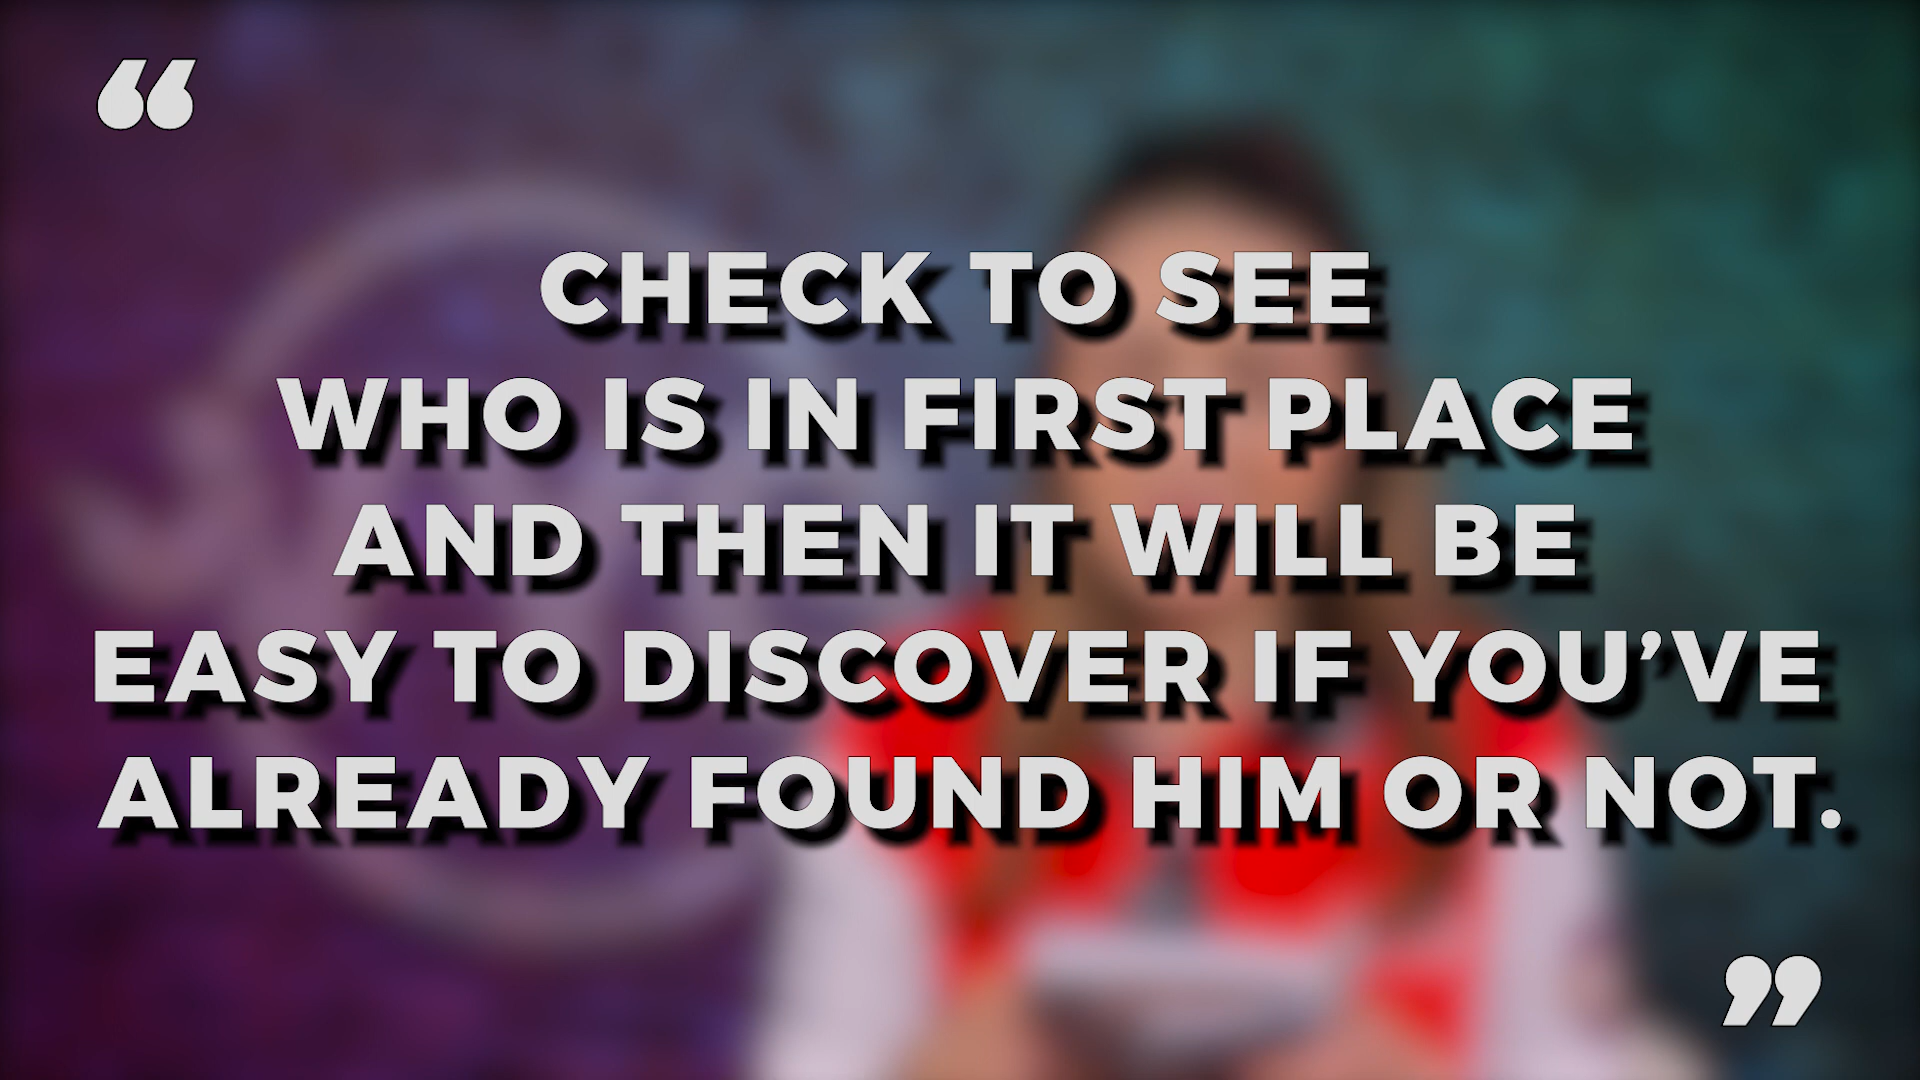 “
CHECK TO SEE
WHO IS IN FIRST PLACE
AND THEN IT WILL BE
EASY TO DISCOVER IF YOU’VE
ALREADY FOUND HIM OR NOT.
”